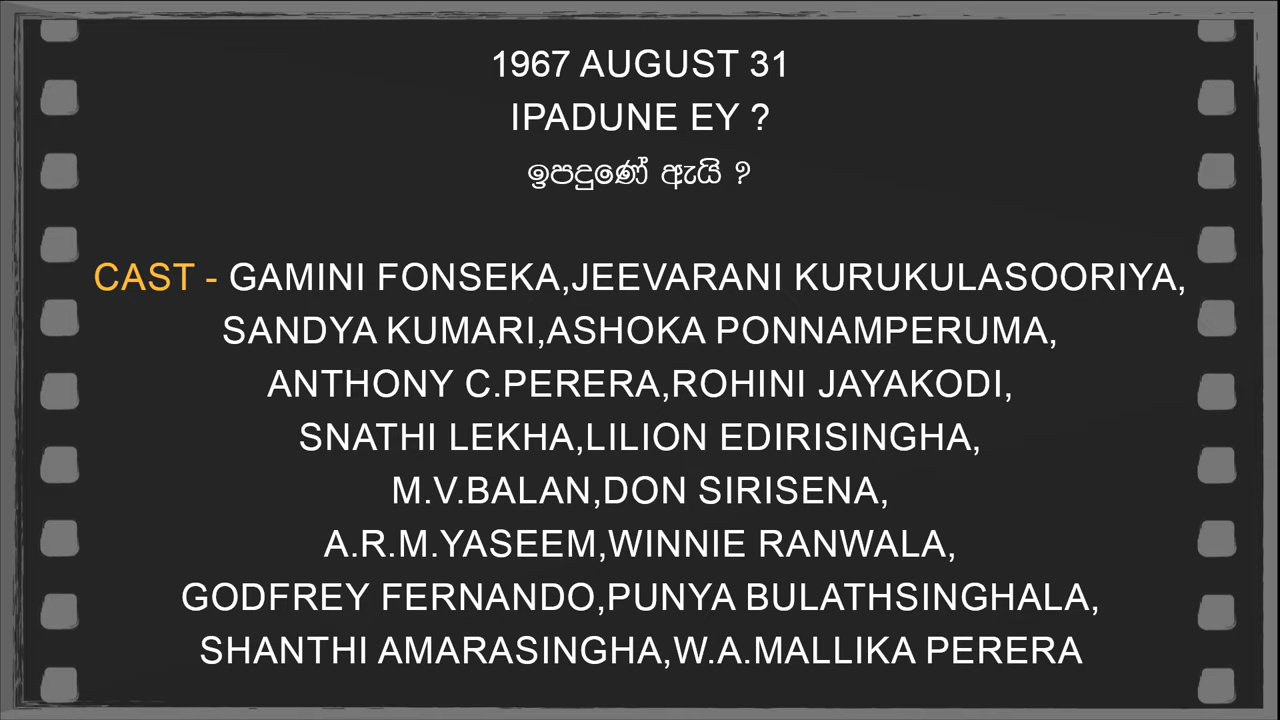 1967 AUGUST 31
IPADUNE EY ?
ඉපදුණේ ඇයි ?
CAST - GAMINI FONSEKA,JEEVARANI KURUKULASOORIYA,
SANDYA KUMARI,ASHOKA PONNAMPERUMA,
ANTHONY C.PERERA,ROHINI JAYAKODI,
SNATHI LEKHA,LILION EDIRISINGHA,
M.V.BALAN,DON SIRISENA,
A.R.M.YASEEM,WINNIE RANWALA,
GODFREY FERNANDO,PUNYA BULATHSINGHALA,
SHANTHI AMARASINGHA,W.A.MALLIKA PERERA